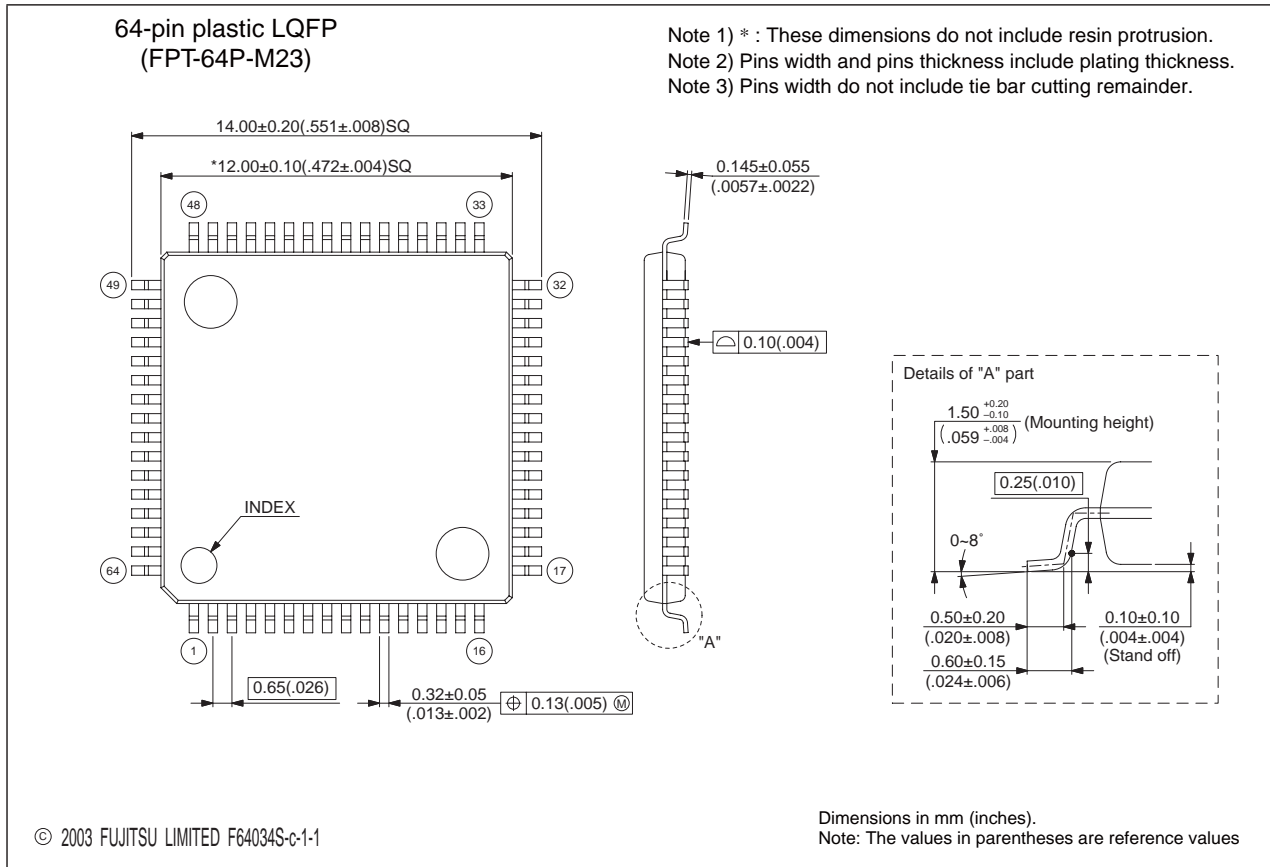 64-pin plastic LQFP
(FPT-64P-M23)
Note 1) * : These dimensions do not include resin protrusion.
Note 2) Pins width and pins thickness include plating thickness.
Note 3) Pins width do not include tie bar cutting remainder.
14.00±0.20(.551±.008)SQ
*12.00±0.10(.472±.004)SQ
0.145±0.055
(.0057±.0022)
48
33
49
32
0.10(.004)
Details of "A" part
1.50 +0.20 –0.10
(.059 +.008 –.004)
(Mounting height)
0.25(.010)
INDEX
0~8°
64
17
0.50±0.20
(.020±.008)
0.10±0.10
(.004±.004)
(Stand off)
1
16
"A"
0.60±0.15
(.024±.006)
0.65(.026)
0.32±0.05
(.013±.002)
⌖ 0.13(.005) Ⓜ
© 2003 FUJITSU LIMITED F64034S-c-1-1
Dimensions in mm (inches).
Note: The values in parentheses are reference values